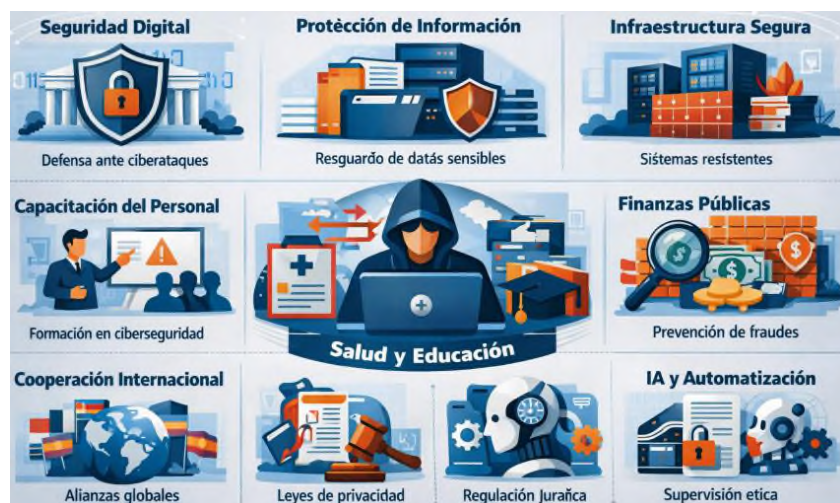 Seguridad Digital
Protección de Información
Infraestructura Segura
Defensa ante ciberataques
Resguardo de datás sensibles
Sistemas resistentes
Capacitación del Personal
Finanzas Públicas
Formación en ciberseguridad
Salud y Educación
Prevención de fraudes
Cooperación Internacional
IA y Automatización
Alianzas globales
Leyes de privacidad
Regulación
Supervisión etica